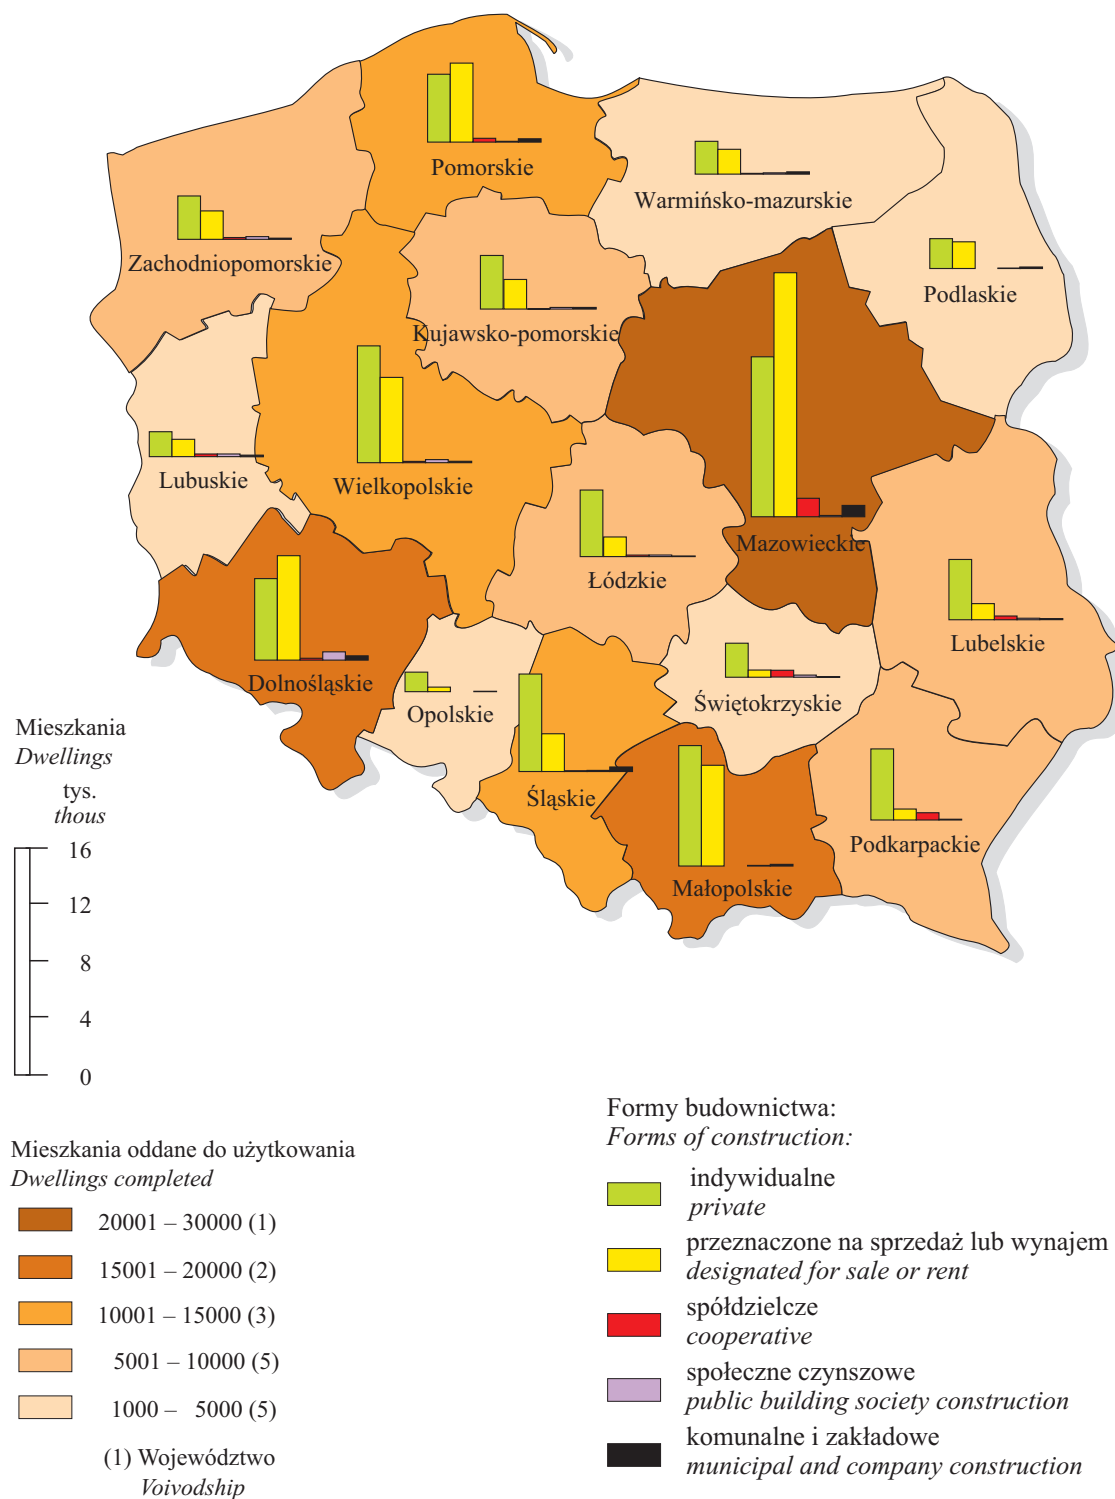 Pomorskie
Warmińsko-mazurskie
Zachodniopomorskie
Podlaskie
Kujawsko-pomorskie
Lubuskie
Wielkopolskie
Mazowieckie
Łódzkie
Lubelskie
Dolnośląskie
Opolskie
Świętokrzyskie
Śląskie
Podkarpackie
Małopolskie
Mieszkania
Dwellings
tys.
thous
16
12
8
4
0
Mieszkania oddane do użytkowania
Dwellings completed
20001 – 30000 (1)
15001 – 20000 (2)
10001 – 15000 (3)
5001 – 10000 (5)
1000 – 5000 (5)
(1) Województwo
Voivodship
Formy budownictwa:
Forms of construction:
indywidualne
private
przeznaczone na sprzedaż lub wynajem
designated for sale or rent
spółdzielcze
cooperative
społeczne czynszowe
public building society construction
komunalne i zakładowe
municipal and company construction